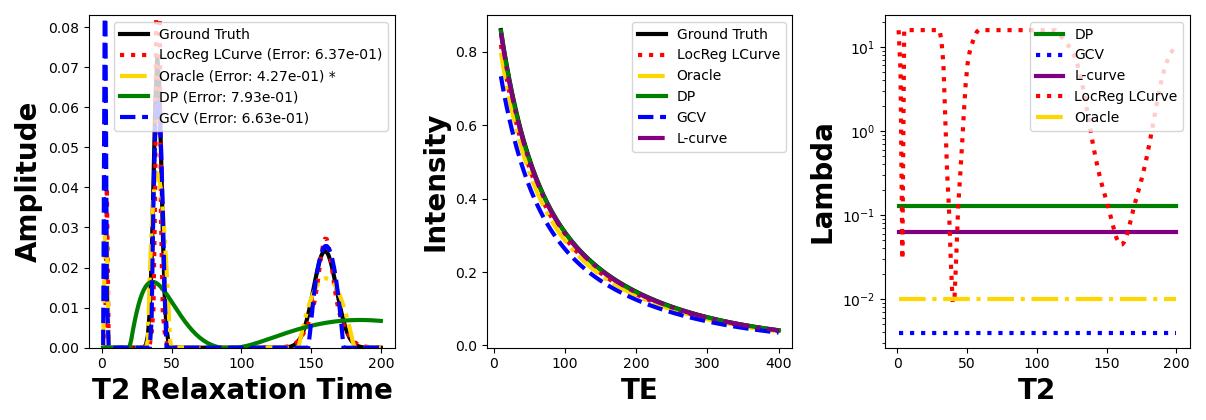 Amplitude
0.08
0.07
0.06
0.05
0.04
0.03
0.02
0.01
0.00
Ground Truth
LocReg LCurve (Error: 6.37e-01)
Oracle (Error: 4.27e-01) *
DP (Error: 7.93e-01)
GCV (Error: 6.63e-01)
0 50 100 150 200
T2 Relaxation Time
Intensity
0.8
0.6
0.4
0.2
0.0
Ground Truth
LocReg LCurve
Oracle
DP
GCV
L-curve
0 100 200 300 400
TE
Lambda
10¹
10⁰
10⁻¹
10⁻²
DP
GCV
L-curve
LocReg LCurve
Oracle
0 50 100 150 200
T2